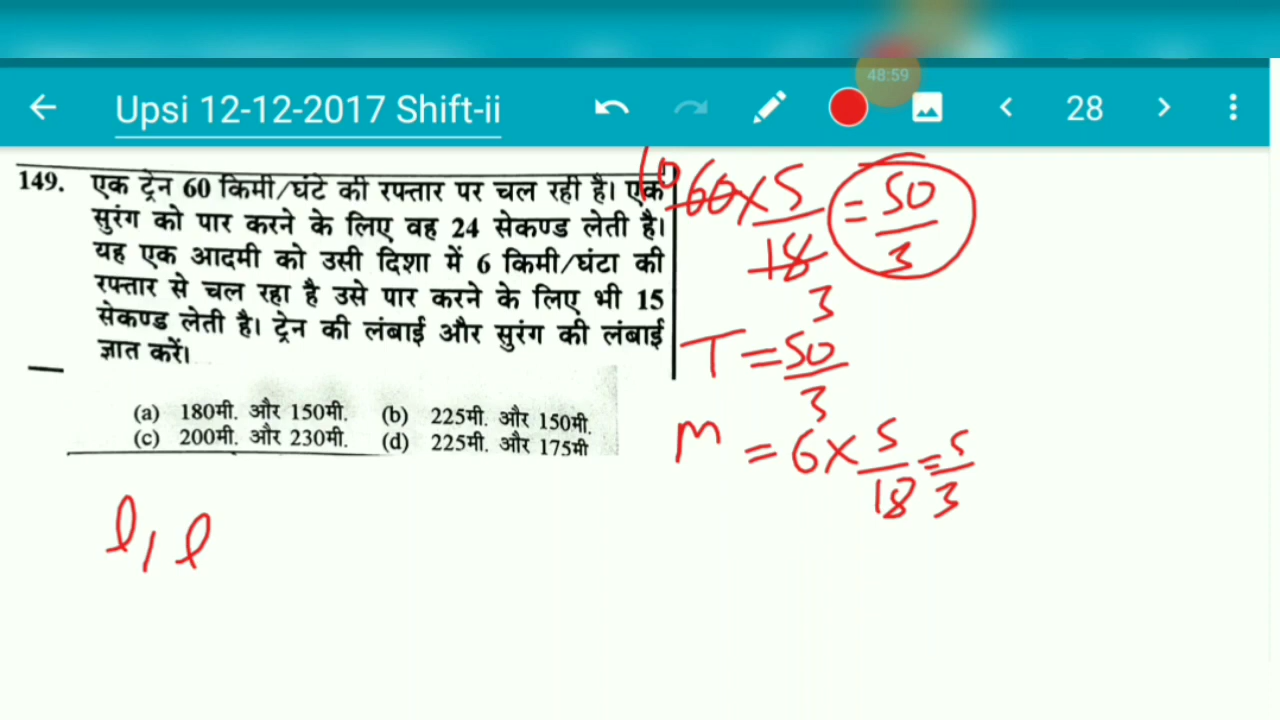 48:59
Upsi 12-12-2017 Shift-ii
28
149. एक ट्रेन 60 किमी/घंटे की रफ्तार पर चल रही है। एक
सुरंग को पार करने के लिए वह 24 सेकण्ड लेती है।
यह एक आदमी को उसी दिशा में 6 किमी/घंटा की
रफ्तार से चल रहा है उसे पार करने के लिए भी 15
सेकण्ड लेती है। ट्रेन की लंबाई और सुरंग की लंबाई
ज्ञात करें।
(a) 180मी. और 150मी. (b) 225मी. और 150मी.
(c) 200मी. और 230मी. (d) 225मी. और 175मी
10
60 × 5/18 = 50/3
3
T = 50/3
M = 6 × 5/18 = 5/3
l, l